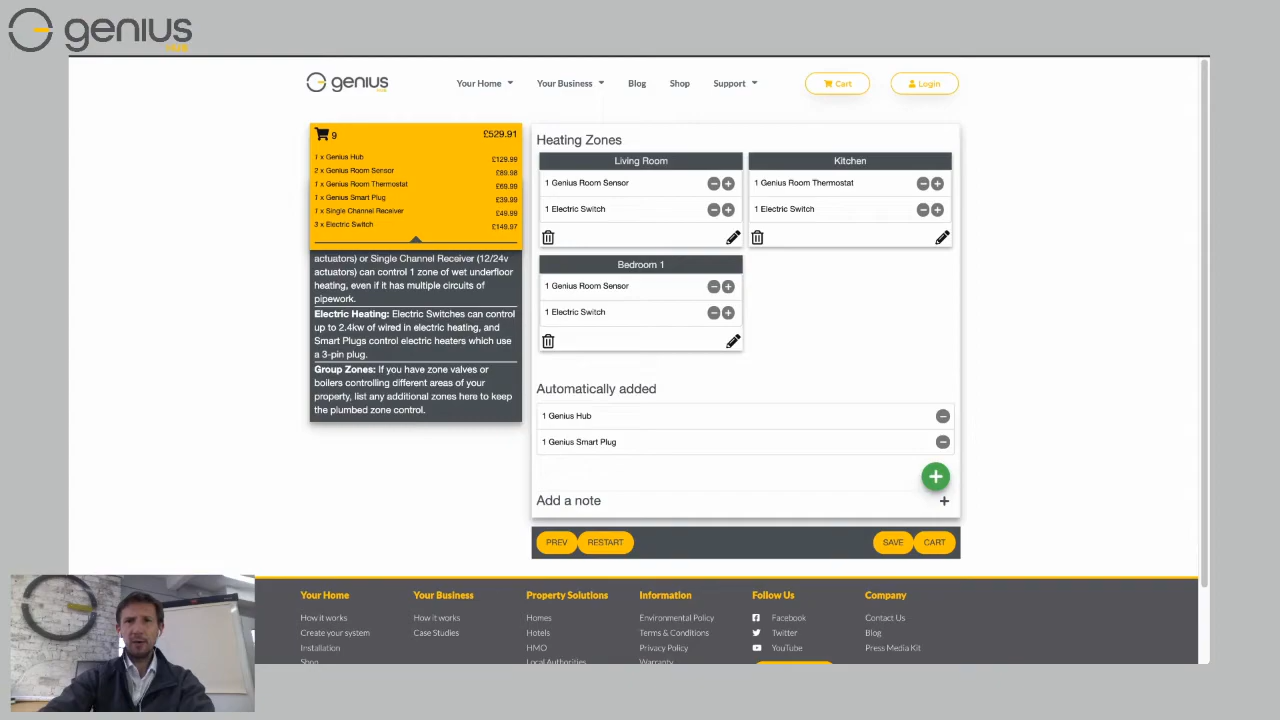 genius
HUB
genius
HUB
Your Home
Your Business
Blog
Shop
Support
Cart
Login
9
£529.91
1 x Genius Hub
£129.99
2 x Genius Room Sensor
£89.98
1 x Genius Room Thermostat
£69.99
1 x Genius Smart Plug
£39.99
1 x Single Channel Receiver
£49.99
3 x Electric Switch
£149.97
actuators) or Single Channel Receiver (12/24v
actuators) can control 1 zone of wet underfloor
heating, even if it has multiple circuits of
pipework.
Electric Heating: Electric Switches can control
up to 2.4kw of wired in electric heating, and
Smart Plugs control electric heaters which use
a 3-pin plug.
Group Zones: If you have zone valves or
boilers controlling different areas of your
property, list any additional zones here to keep
the plumbed zone control.
Heating Zones
Living Room
1 Genius Room Sensor
1 Electric Switch
Kitchen
1 Genius Room Thermostat
1 Electric Switch
Bedroom 1
1 Genius Room Sensor
1 Electric Switch
Automatically added
1 Genius Hub
1 Genius Smart Plug
Add a note
PREV
RESTART
SAVE
CART
Your Home
How it works
Create your system
Installation
Shop
Your Business
How it works
Case Studies
Property Solutions
Homes
Hotels
HMO
Local Authorities
Information
Environmental Policy
Terms & Conditions
Privacy Policy
Warranty
Follow Us
Facebook
Twitter
YouTube
Company
Contact Us
Blog
Press Media Kit